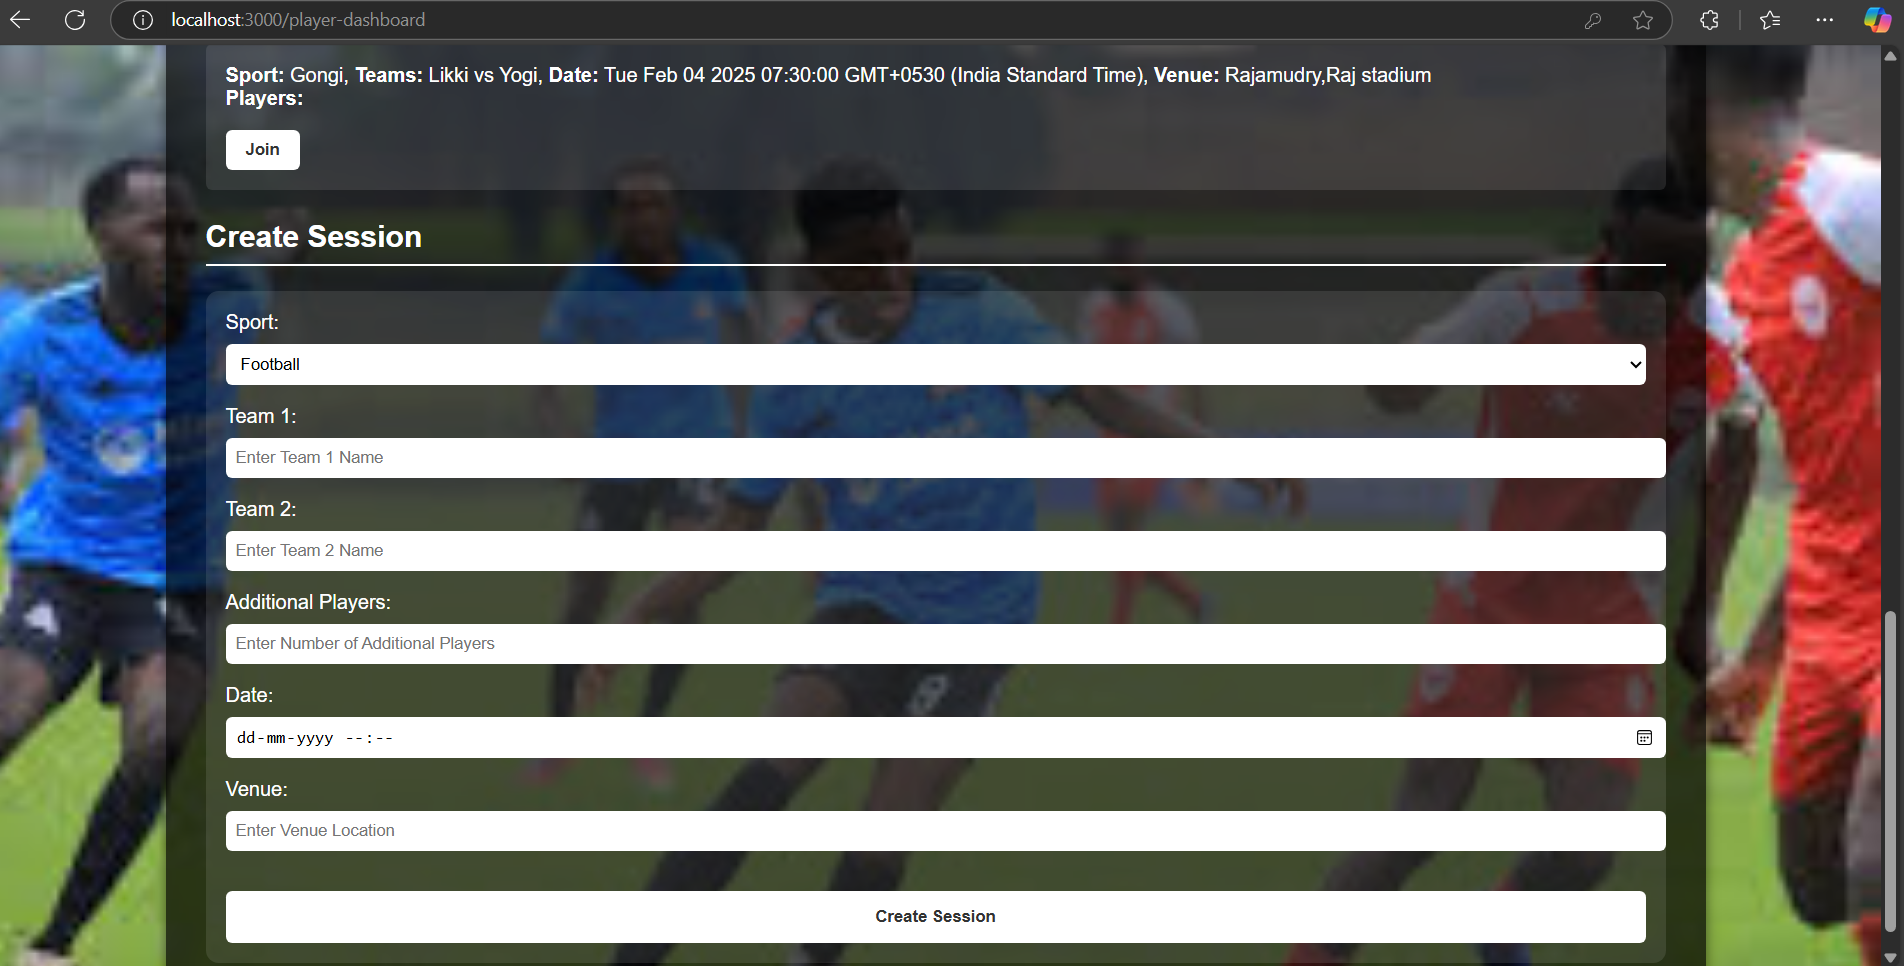 localhost:3000/player-dashboard
Sport: Gongi, Teams: Likki vs Yogi, Date: Tue Feb 04 2025 07:30:00 GMT+0530 (India Standard Time), Venue: Rajamudry,Raj stadium
Players:
Join
Create Session
Sport:
Football
Team 1:
Enter Team 1 Name
Team 2:
Enter Team 2 Name
Additional Players:
Enter Number of Additional Players
Date:
dd-mm-yyyy --:--
Venue:
Enter Venue Location
Create Session